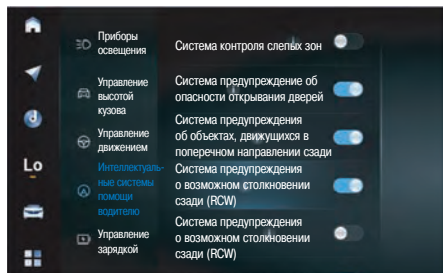 Приборы
освещения
Управление
высотой
кузова
Управление
движением
Интеллектуаль-
ные системы
помощи
водителю
Управление
зарядкой
Lo
Система контроля слепых зон
Система предупреждение об
опасности открывания дверей
Система предупреждения
об объектах, движущихся в
поперечном направлении сзади
Система предупреждения
о возможном столкновении
сзади (RCW)
Система предупреждения
о возможном столкновении
сзади (RCW)